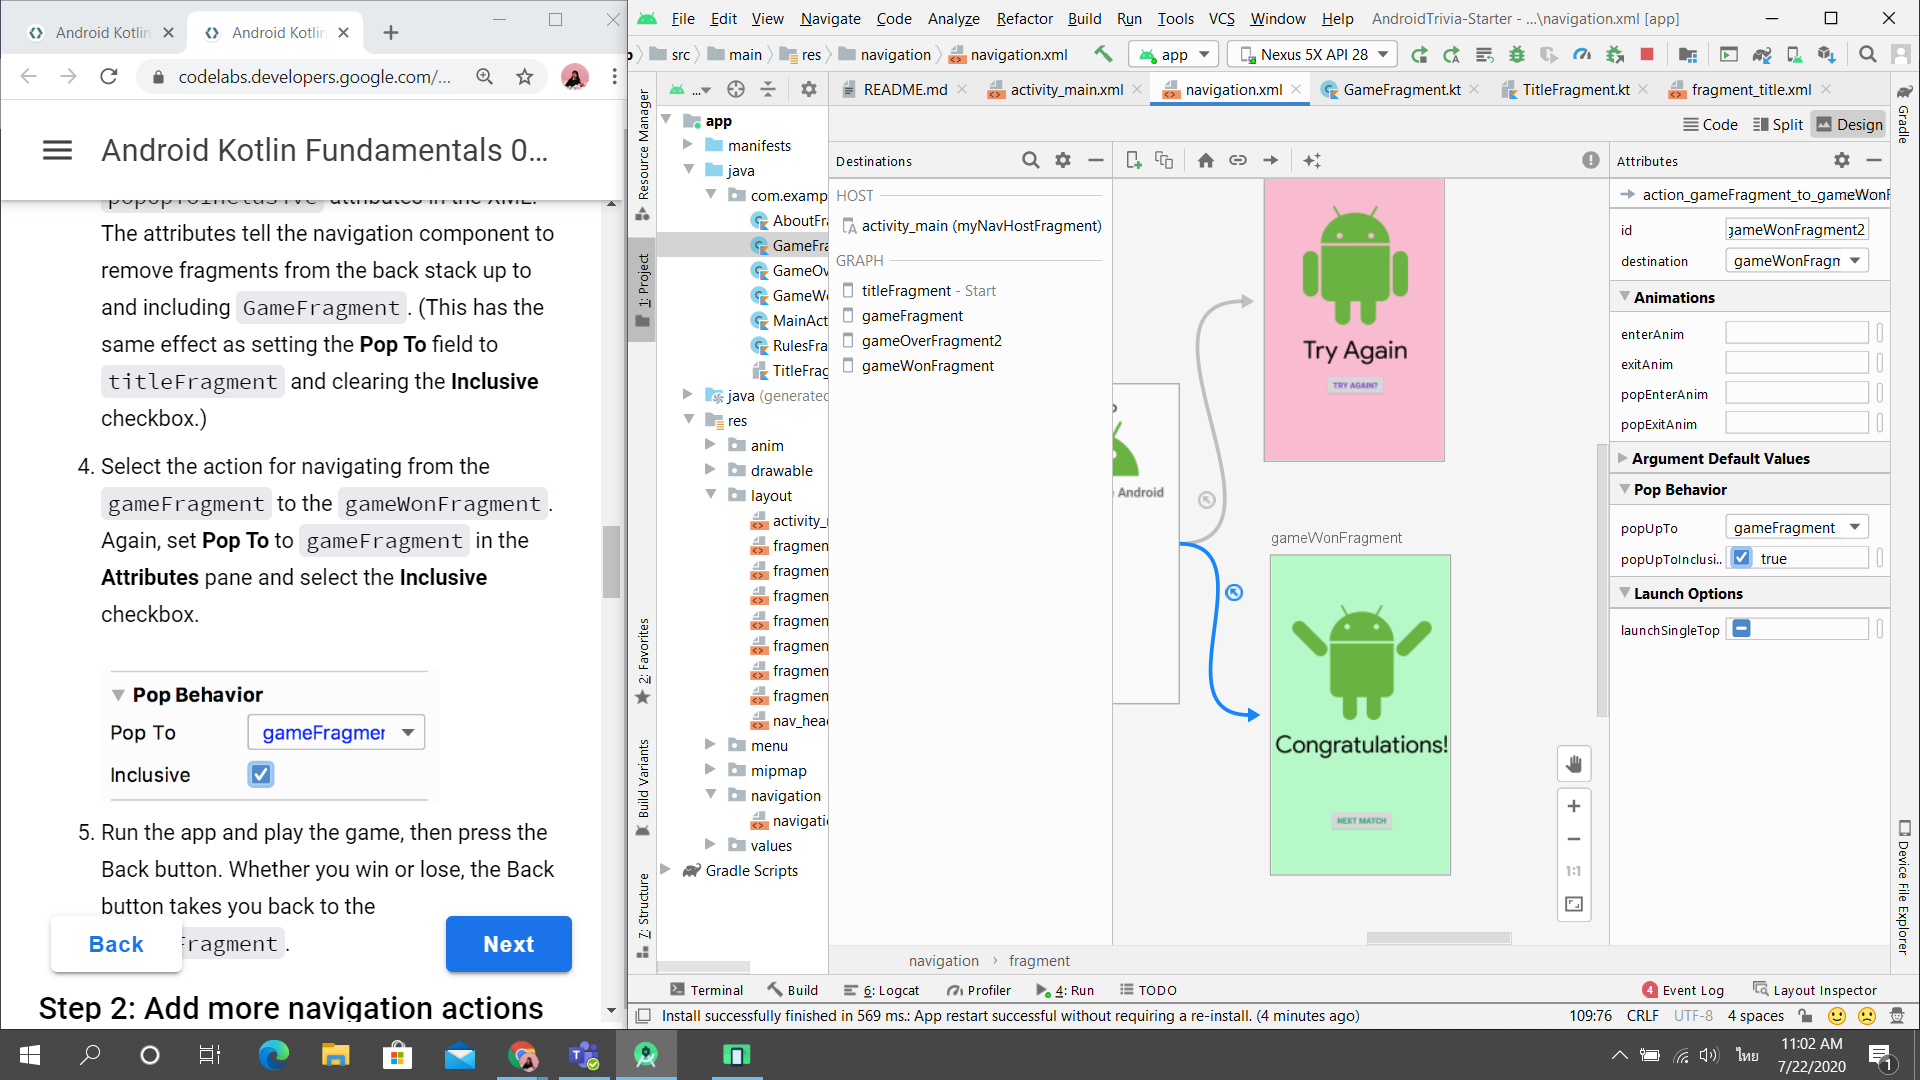 Android Kotlin
Android Kotlin
codelabs.developers.google.com/...
Android Kotlin Fundamentals 0...
attributes in the XML.
The attributes tell the navigation component to
remove fragments from the back stack up to
and including GameFragment. (This has the
same effect as setting the Pop To field to
titleFragment and clearing the Inclusive
checkbox.)
4. Select the action for navigating from the
gameFragment to the gameWonFragment.
Again, set Pop To to gameFragment in the
Attributes pane and select the Inclusive
checkbox.
Pop Behavior
Pop To gameFragmer
Inclusive
5. Run the app and play the game, then press the
Back button. Whether you win or lose, the Back
button takes you back to the
Fragment.
Back
Next
Step 2: Add more navigation actions
File Edit View Navigate Code Analyze Refactor Build Run Tools VCS Window Help AndroidTrivia-Starter - ...\navigation.xml [app]
src main res navigation navigation.xml app Nexus 5X API 28
README.md activity_main.xml navigation.xml GameFragment.kt TitleFragment.kt fragment_title.xml
Code Split Design
Resource Manager
1: Project
2: Favorites
Build Variants
7: Structure
app
manifests
java
com.examp
AboutFra
GameFra
GameOv
GameWo
MainAct
RulesFra
TitleFrag
java (generated
res
anim
drawable
layout
activity_
fragmen
fragmen
fragmen
fragmen
fragmen
fragmen
fragmen
nav_hea
menu
mipmap
navigation
navigati
values
Gradle Scripts
Destinations
HOST
activity_main (myNavHostFragment)
GRAPH
titleFragment - Start
gameFragment
gameOverFragment2
gameWonFragment
Android
Try Again
TRY AGAIN?
gameWonFragment
Congratulations!
NEXT MATCH
1:1
navigation › fragment
Attributes
action_gameFragment_to_gameWonF
id gameWonFragment2
destination gameWonFragm
Animations
enterAnim
exitAnim
popEnterAnim
popExitAnim
Argument Default Values
Pop Behavior
popUpTo gameFragment
popUpToInclusi.. true
Launch Options
launchSingleTop
Gradle
Device File Explorer
Terminal Build 6: Logcat Profiler 4: Run TODO
4 Event Log Layout Inspector
Install successfully finished in 569 ms.: App restart successful without requiring a re-install. (4 minutes ago)
109:76 CRLF UTF-8 4 spaces
ไทย
11:02 AM
7/22/2020
1